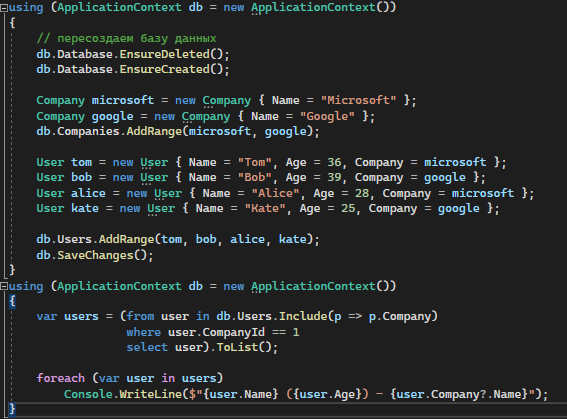 using (ApplicationContext db = new ApplicationContext())
{
    // пересоздаем базу данных
    db.Database.EnsureDeleted();
    db.Database.EnsureCreated();

    Company microsoft = new Company { Name = "Microsoft" };
    Company google = new Company { Name = "Google" };
    db.Companies.AddRange(microsoft, google);

    User tom = new User { Name = "Tom", Age = 36, Company = microsoft };
    User bob = new User { Name = "Bob", Age = 39, Company = google };
    User alice = new User { Name = "Alice", Age = 28, Company = microsoft };
    User kate = new User { Name = "Kate", Age = 25, Company = google };

    db.Users.AddRange(tom, bob, alice, kate);
    db.SaveChanges();
}
using (ApplicationContext db = new ApplicationContext())
{
    var users = (from user in db.Users.Include(p => p.Company)
                 where user.CompanyId == 1
                 select user).ToList();

    foreach (var user in users)
        Console.WriteLine($"{user.Name} ({user.Age}) - {user.Company?.Name}");
}